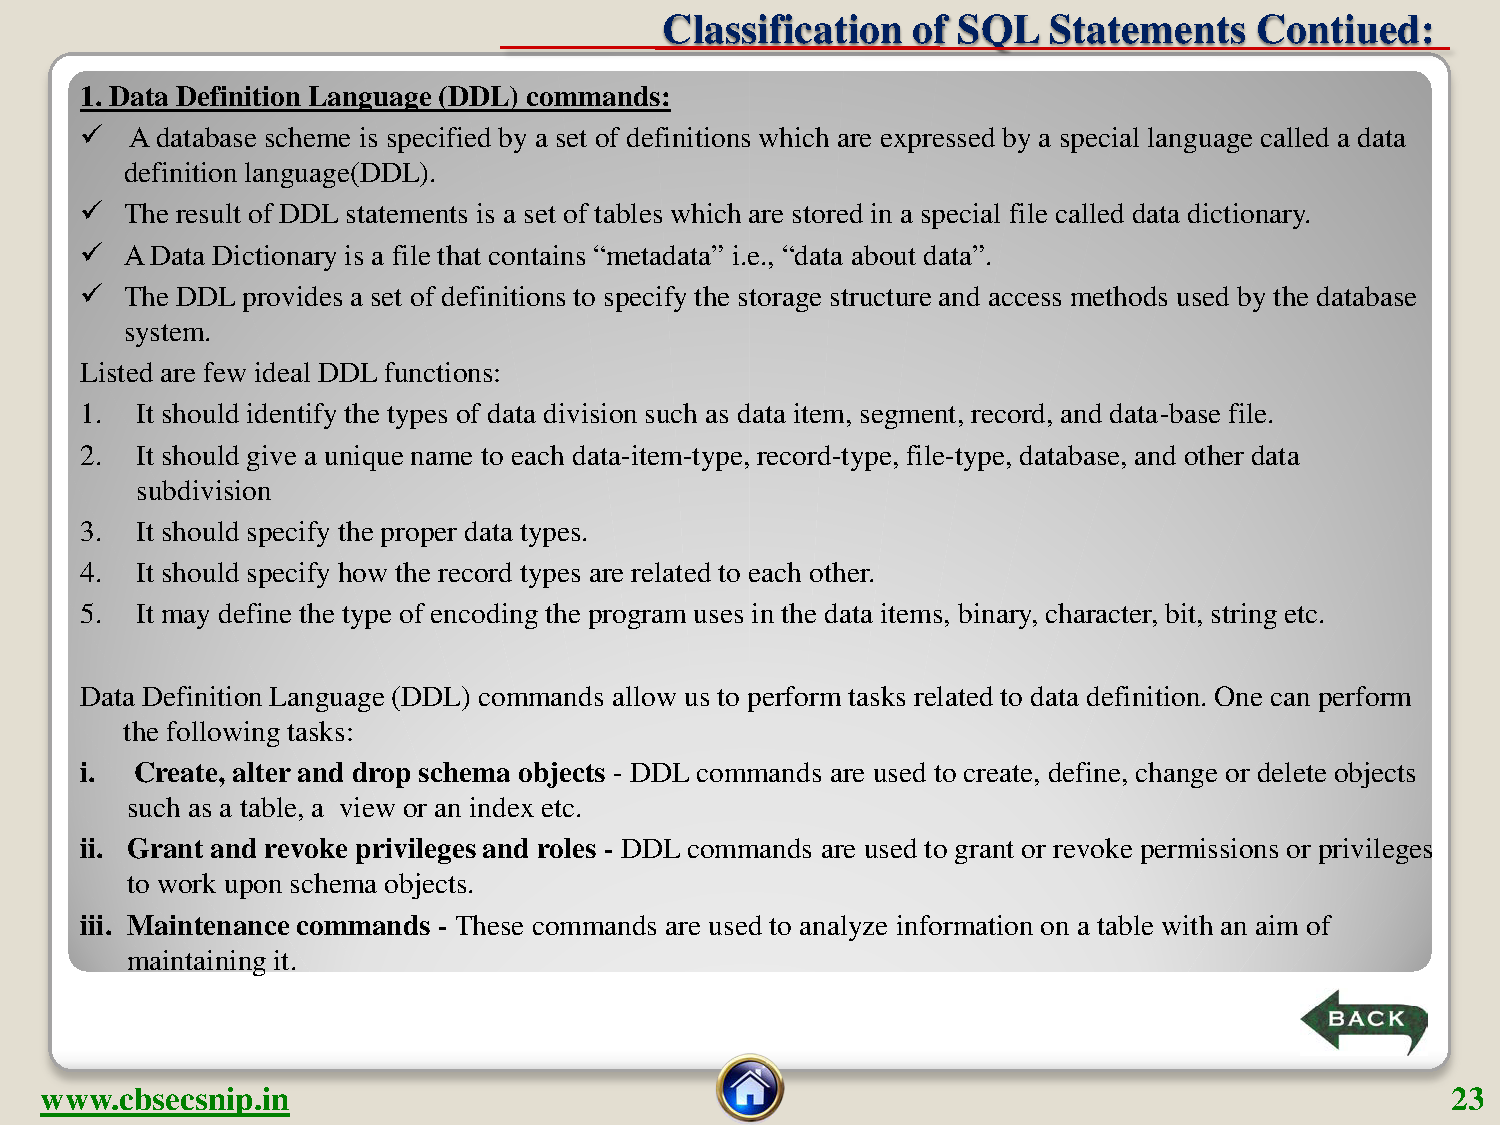 Classification of SQL Statements Contiued:
1. Data Definition Language (DDL) commands:
✓ A database scheme is specified by a set of definitions which are expressed by a special language called a data
definition language(DDL).
✓ The result of DDL statements is a set of tables which are stored in a special file called data dictionary.
✓ A Data Dictionary is a file that contains “metadata” i.e., “data about data”.
✓ The DDL provides a set of definitions to specify the storage structure and access methods used by the database
system.
Listed are few ideal DDL functions:
1. It should identify the types of data division such as data item, segment, record, and data-base file.
2. It should give a unique name to each data-item-type, record-type, file-type, database, and other data
subdivision
3. It should specify the proper data types.
4. It should specify how the record types are related to each other.
5. It may define the type of encoding the program uses in the data items, binary, character, bit, string etc.
Data Definition Language (DDL) commands allow us to perform tasks related to data definition. One can perform
the following tasks:
i. Create, alter and drop schema objects - DDL commands are used to create, define, change or delete objects
such as a table, a view or an index etc.
ii. Grant and revoke privileges and roles - DDL commands are used to grant or revoke permissions or privileges
to work upon schema objects.
iii. Maintenance commands - These commands are used to analyze information on a table with an aim of
maintaining it.
BACK
www.cbsecsnip.in
23